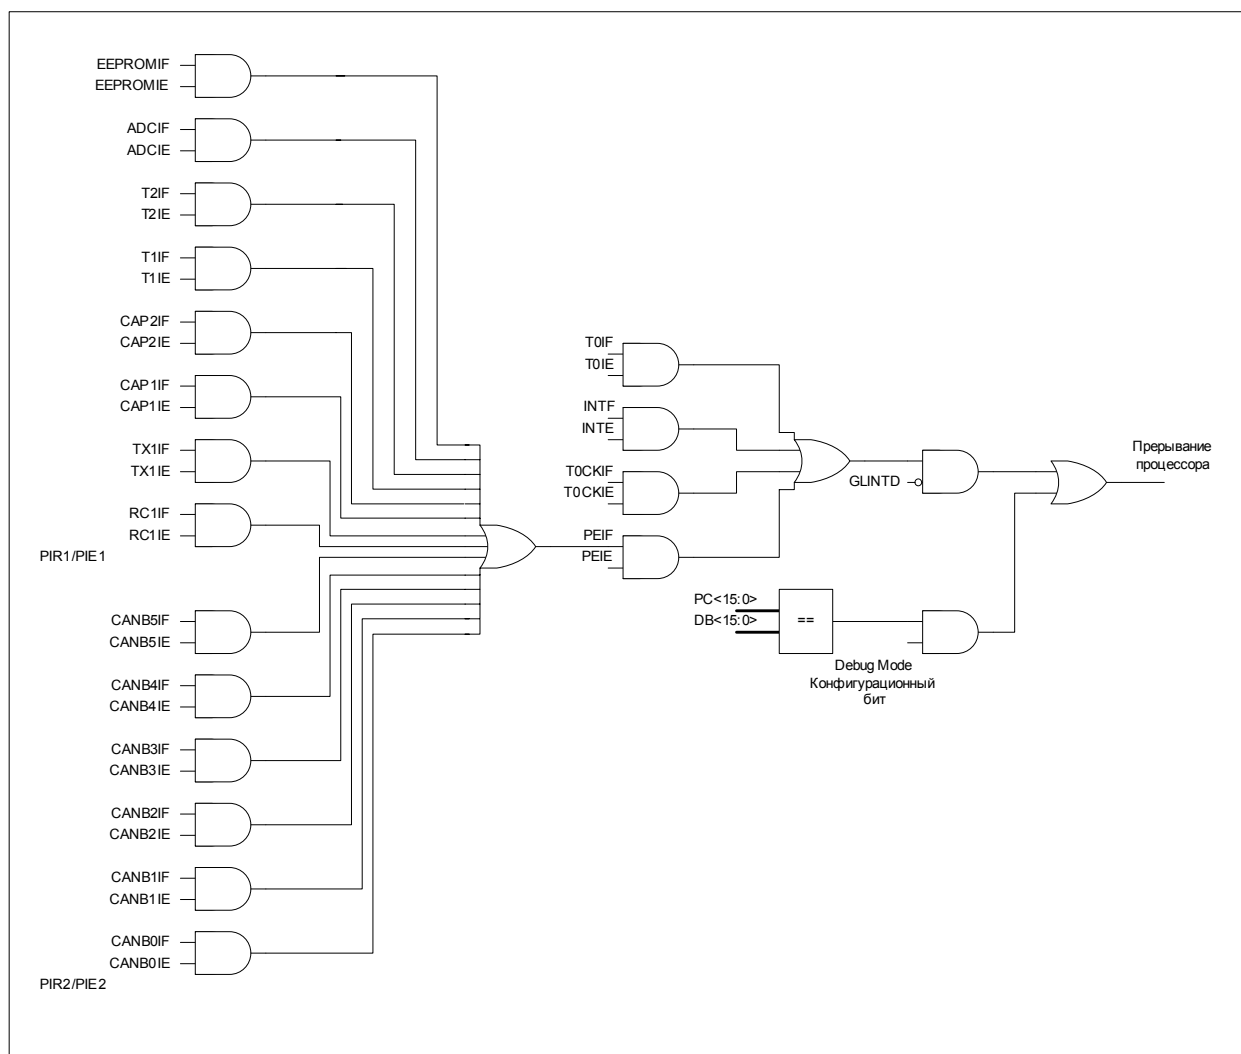 EEPROMIF
EEPROMIE
ADCIF
ADCIE
T2IF
T2IE
T1IF
T1IE
CAP2IF
CAP2IE
CAP1IF
CAP1IE
TX1IF
TX1IE
RC1IF
RC1IE
PIR1/PIE1
CANB5IF
CANB5IE
CANB4IF
CANB4IE
CANB3IF
CANB3IE
CANB2IF
CANB2IE
CANB1IF
CANB1IE
CANB0IF
CANB0IE
PIR2/PIE2
T0IF
T0IE
INTF
INTE
T0CKIF
T0CKIE
PEIF
PEIE
GLINTD
PC<15:0>
DB<15:0>
==
Debug Mode
Конфигурационный
бит
Прерывание
процессора